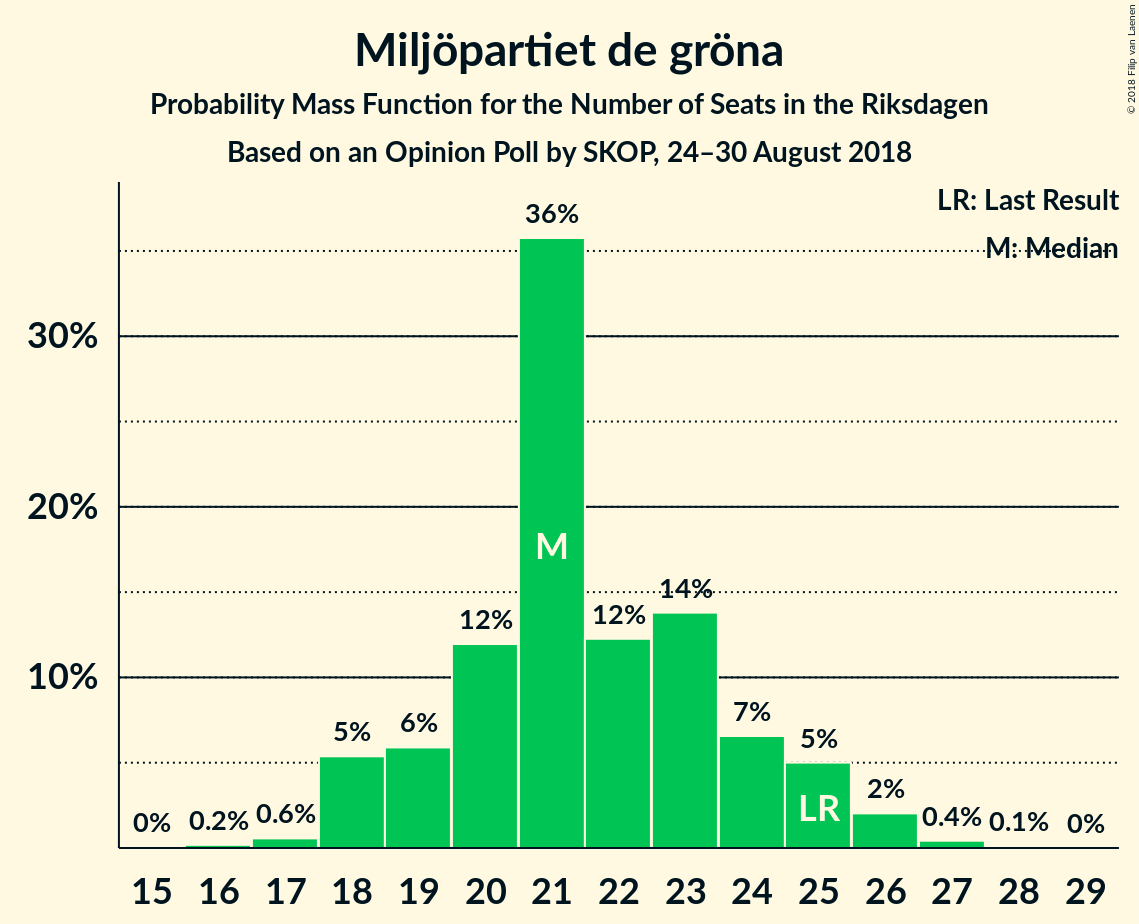 Miljöpartiet de gröna
Probability Mass Function for the Number of Seats in the Riksdagen
Based on an Opinion Poll by SKOP, 24–30 August 2018
© 2018 Filip van Laenen
LR: Last Result
M: Median
30%
20%
10%
0%
0.2%
0.6%
5%
6%
12%
36%
12%
14%
7%
5%
2%
0.4%
0.1%
0%
M
LR
15 16 17 18 19 20 21 22 23 24 25 26 27 28 29